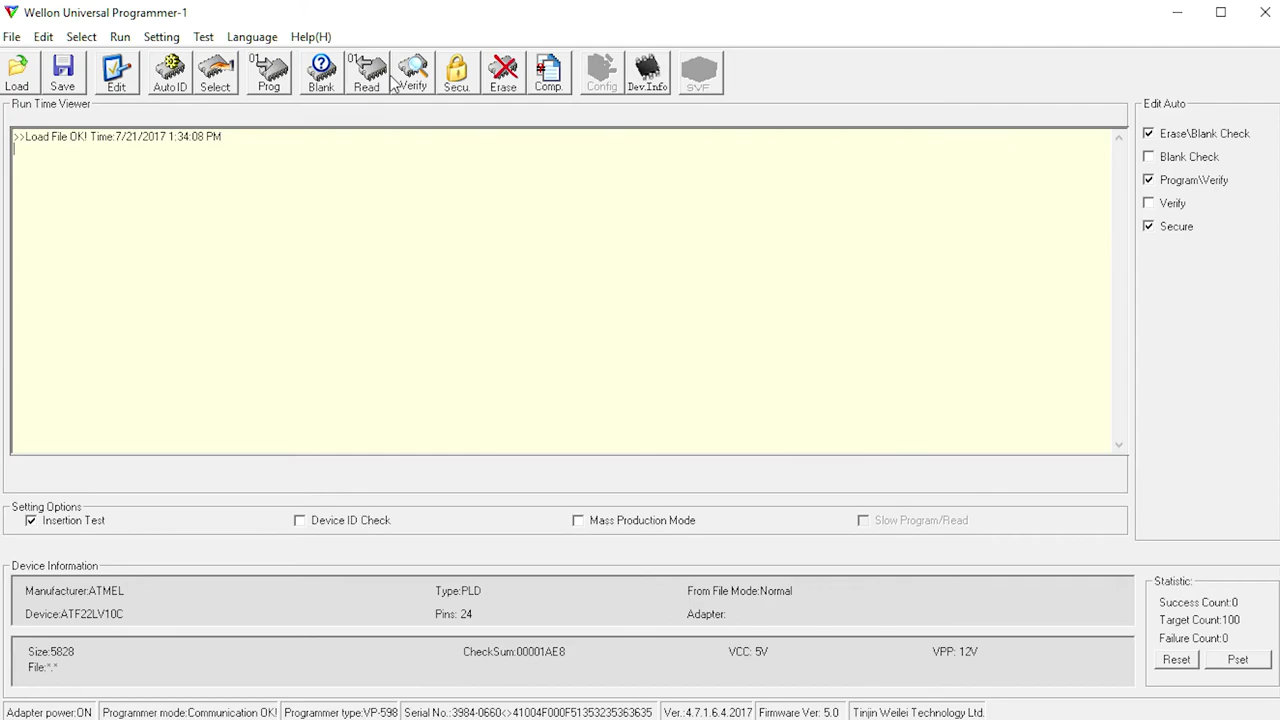 Wellon Universal Programmer-1
File Edit Select Run Setting Test Language Help(H)
Load Save Edit Auto ID Select Prog Blank Read Verify Secu. Erase Comp. Config Dev.Info SVF
Run Time Viewer
>>Load File OK! Time:7/21/2017 1:34:08 PM
Edit Auto
Erase\Blank Check
Blank Check
Program\Verify
Verify
Secure
Setting Options
Insertion Test Device ID Check Mass Production Mode Slow Program/Read
Device Information
Manufacturer:ATMEL Type:PLD From File Mode:Normal
Device:ATF22LV10C Pins: 24 Adapter:
Size:5828 CheckSum:00001AE8 VCC: 5V VPP: 12V
File:*.*
Statistic:
Success Count:0
Target Count:100
Failure Count:0
Reset Pset
Adapter power:ON Programmer mode:Communication OK! Programmer type:VP-598 Serial No.:3984-0660<>41004F000F51353235363635 Ver.:4.7.1.6.4.2017 Firmware Ver: 5.0 Tinjin Weilei Technology Ltd.